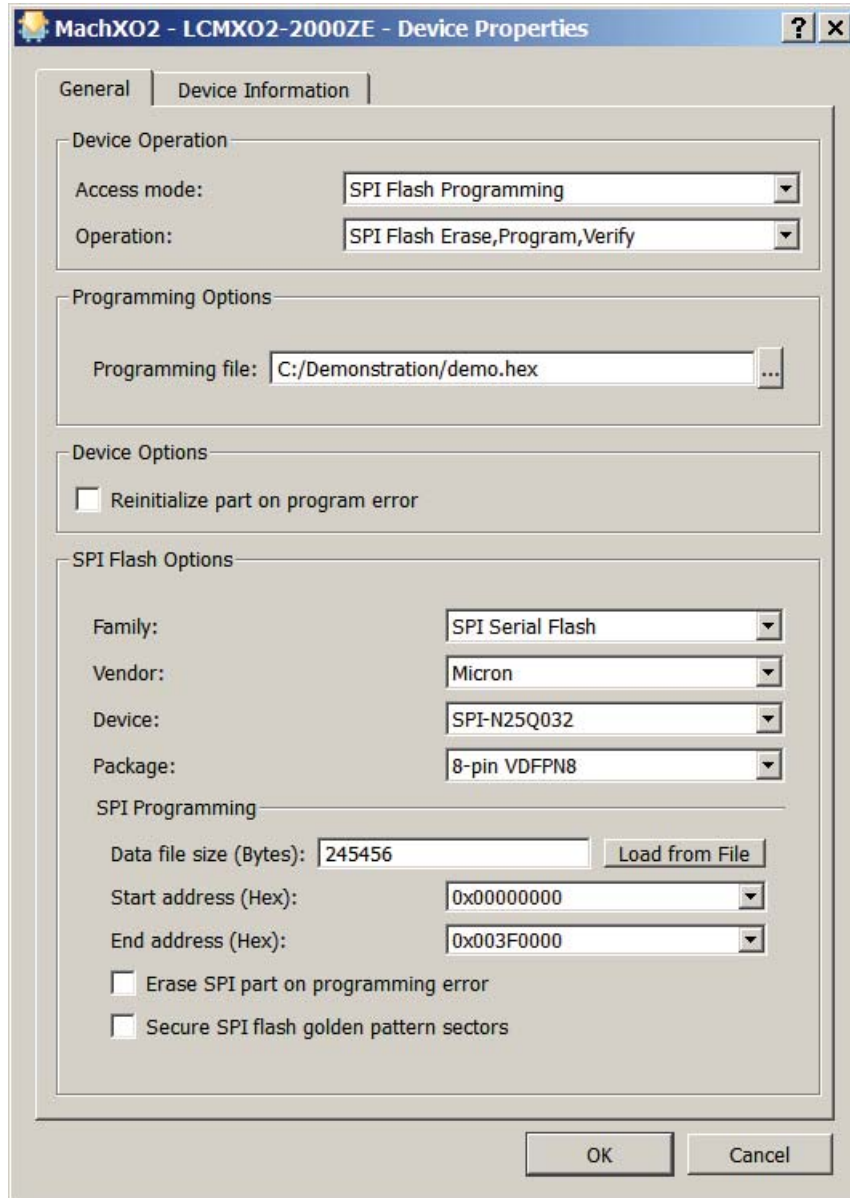 MachXO2 - LCMXO2-2000ZE - Device Properties ? ×
General Device Information
Device Operation
Access mode: SPI Flash Programming
Operation: SPI Flash Erase,Program,Verify
Programming Options
Programming file: C:/Demonstration/demo.hex ...
Device Options
Reinitialize part on program error
SPI Flash Options
Family: SPI Serial Flash
Vendor: Micron
Device: SPI-N25Q032
Package: 8-pin VDFPN8
SPI Programming
Data file size (Bytes): 245456 Load from File
Start address (Hex): 0x00000000
End address (Hex): 0x003F0000
Erase SPI part on programming error
Secure SPI flash golden pattern sectors
OK Cancel